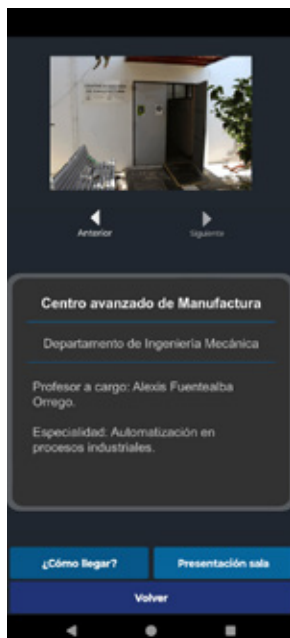 Anterior
Siguiente
Centro avanzado de Manufactura
Departamento de Ingeniería Mecánica
Profesor a cargo: Alexis Fuentealba
Orrego.
Especialidad: Automatización en
procesos industriales.
¿Cómo llegar?
Presentación sala
Volver